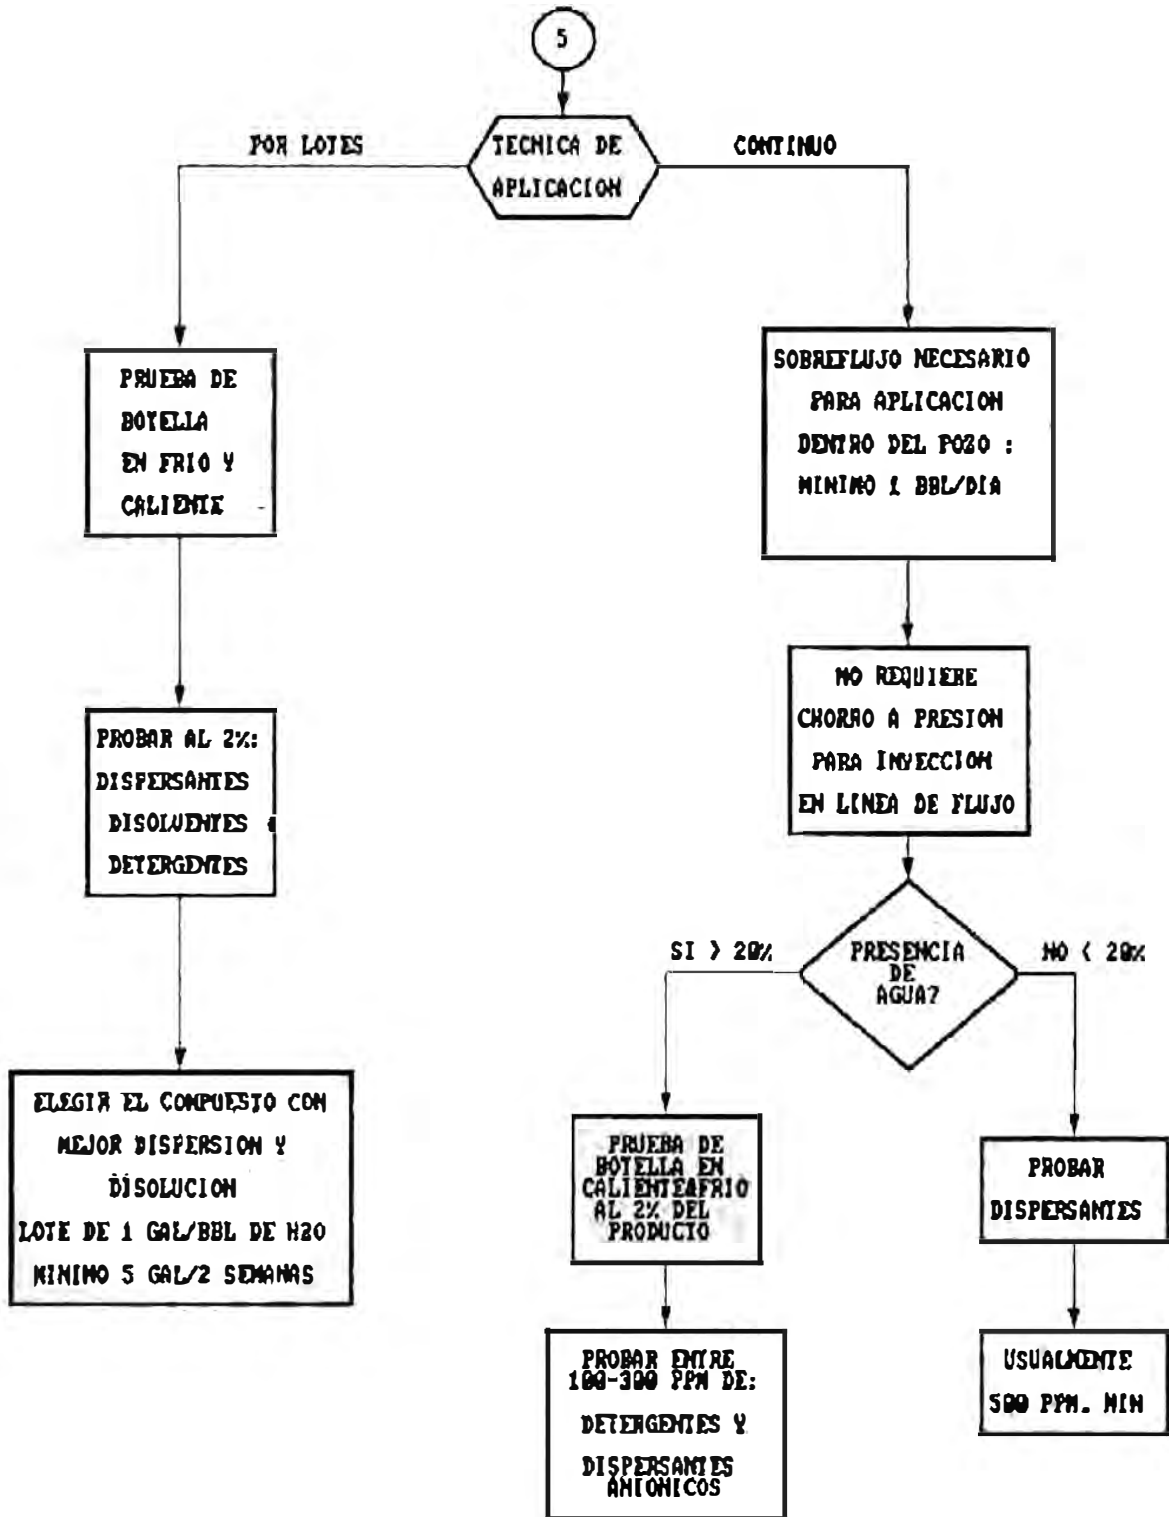 5
TECNICA DE
APLICACION
POR LOTES
CONTINUO
PRUEBA DE
BOTELLA
EN FRIO Y
CALIENTE
PROBAR AL 2%:
DISPERSANTES
DISOLVENTES
DETERGENTES
ELEGIR EL COMPUESTO CON
MEJOR DISPERSION Y
DISOLUCION
LOTE DE 1 GAL/BBL DE H2O
MINIMO 5 GAL/2 SEMANAS
SOBREFLUJO NECESARIO
PARA APLICACION
DENTRO DEL POZO :
MINIMO 1 BBL/DIA
NO REQUIERE
CHORRO A PRESION
PARA INYECCION
EN LINEA DE FLUJO
PRESENCIA
DE
AGUA?
SI > 20%
NO < 20%
PRUEBA DE
BOTELLA EN
CALIENTE&FRIO
AL 2% DEL
PRODUCTO
PROBAR ENTRE
100-300 PPM DE:
DETERGENTES Y
DISPERSANTES
ANIONICOS
PROBAR
DISPERSANTES
USUALMENTE
500 PPM. MIN